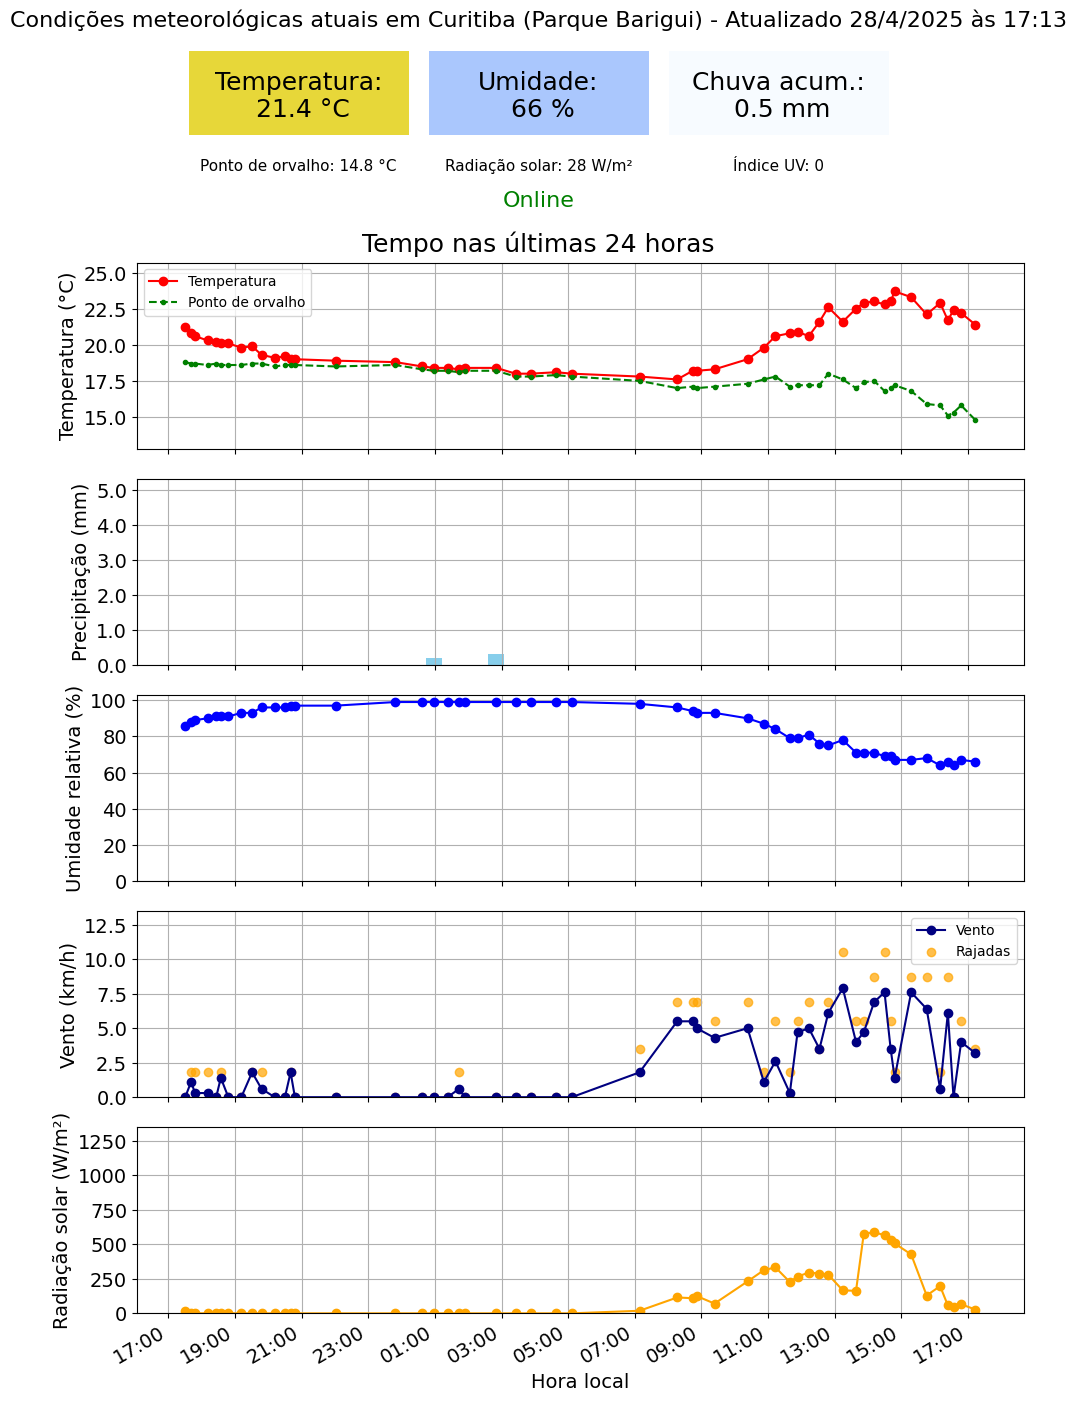 Condições meteorológicas atuais em Curitiba (Parque Barigui) - Atualizado 28/4/2025 às 17:13
Temperatura:
21.4 °C
Umidade:
66 %
Chuva acum.:
0.5 mm
Ponto de orvalho: 14.8 °C
Radiação solar: 28 W/m²
Índice UV: 0
Online
Tempo nas últimas 24 horas
Temperatura (°C)
25.0
22.5
20.0
17.5
15.0
Temperatura
Ponto de orvalho
Precipitação (mm)
5.0
4.0
3.0
2.0
1.0
0.0
Umidade relativa (%)
100
80
60
40
20
0
Vento (km/h)
12.5
10.0
7.5
5.0
2.5
0.0
Vento
Rajadas
Radiação solar (W/m²)
1250
1000
750
500
250
0
17:00
19:00
21:00
23:00
01:00
03:00
05:00
07:00
09:00
11:00
13:00
15:00
17:00
Hora local